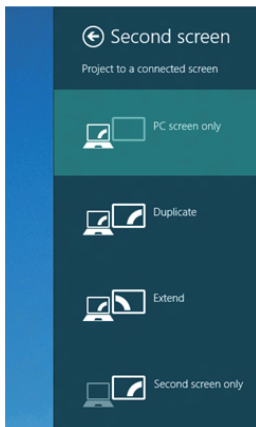 Second screen
Project to a connected screen
PC screen only
Duplicate
Extend
Second screen only